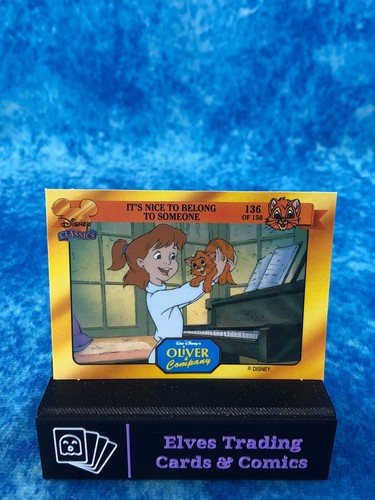 IT'S NICE TO BELONG
TO SOMEONE
136
OF 150
Disney
CLASSICS
Walt Disney's
OLIVER
&
Company
© DISNEY
Elves Trading
Cards & Comics